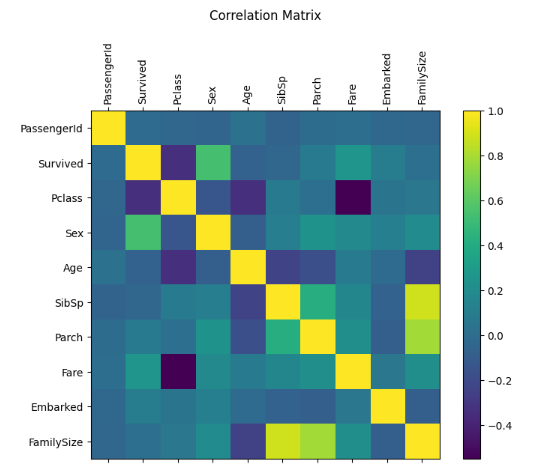 Correlation Matrix
PassengerId
Survived
Pclass
Sex
Age
SibSp
Parch
Fare
Embarked
FamilySize
PassengerId
Survived
Pclass
Sex
Age
SibSp
Parch
Fare
Embarked
FamilySize
1.0
0.8
0.6
0.4
0.2
0.0
−0.2
−0.4